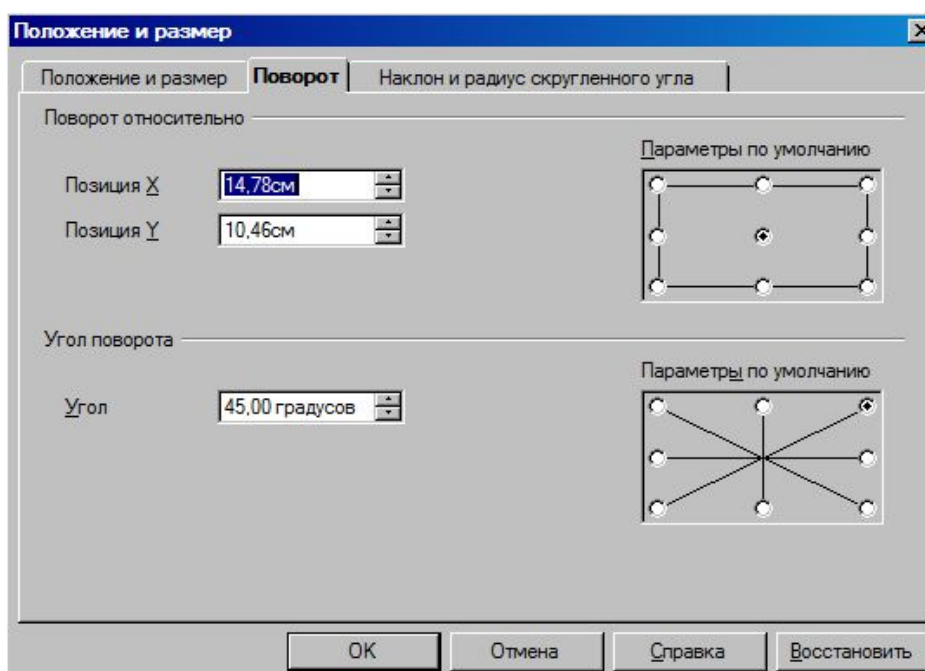 Положение и размер
Положение и размер Поворот Наклон и радиус скругленного угла
Поворот относительно
Параметры по умолчанию
Позиция X 14,78см
Позиция Y 10,46см
Угол поворота
Параметры по умолчанию
Угол 45,00 градусов
OK Отмена Справка Восстановить